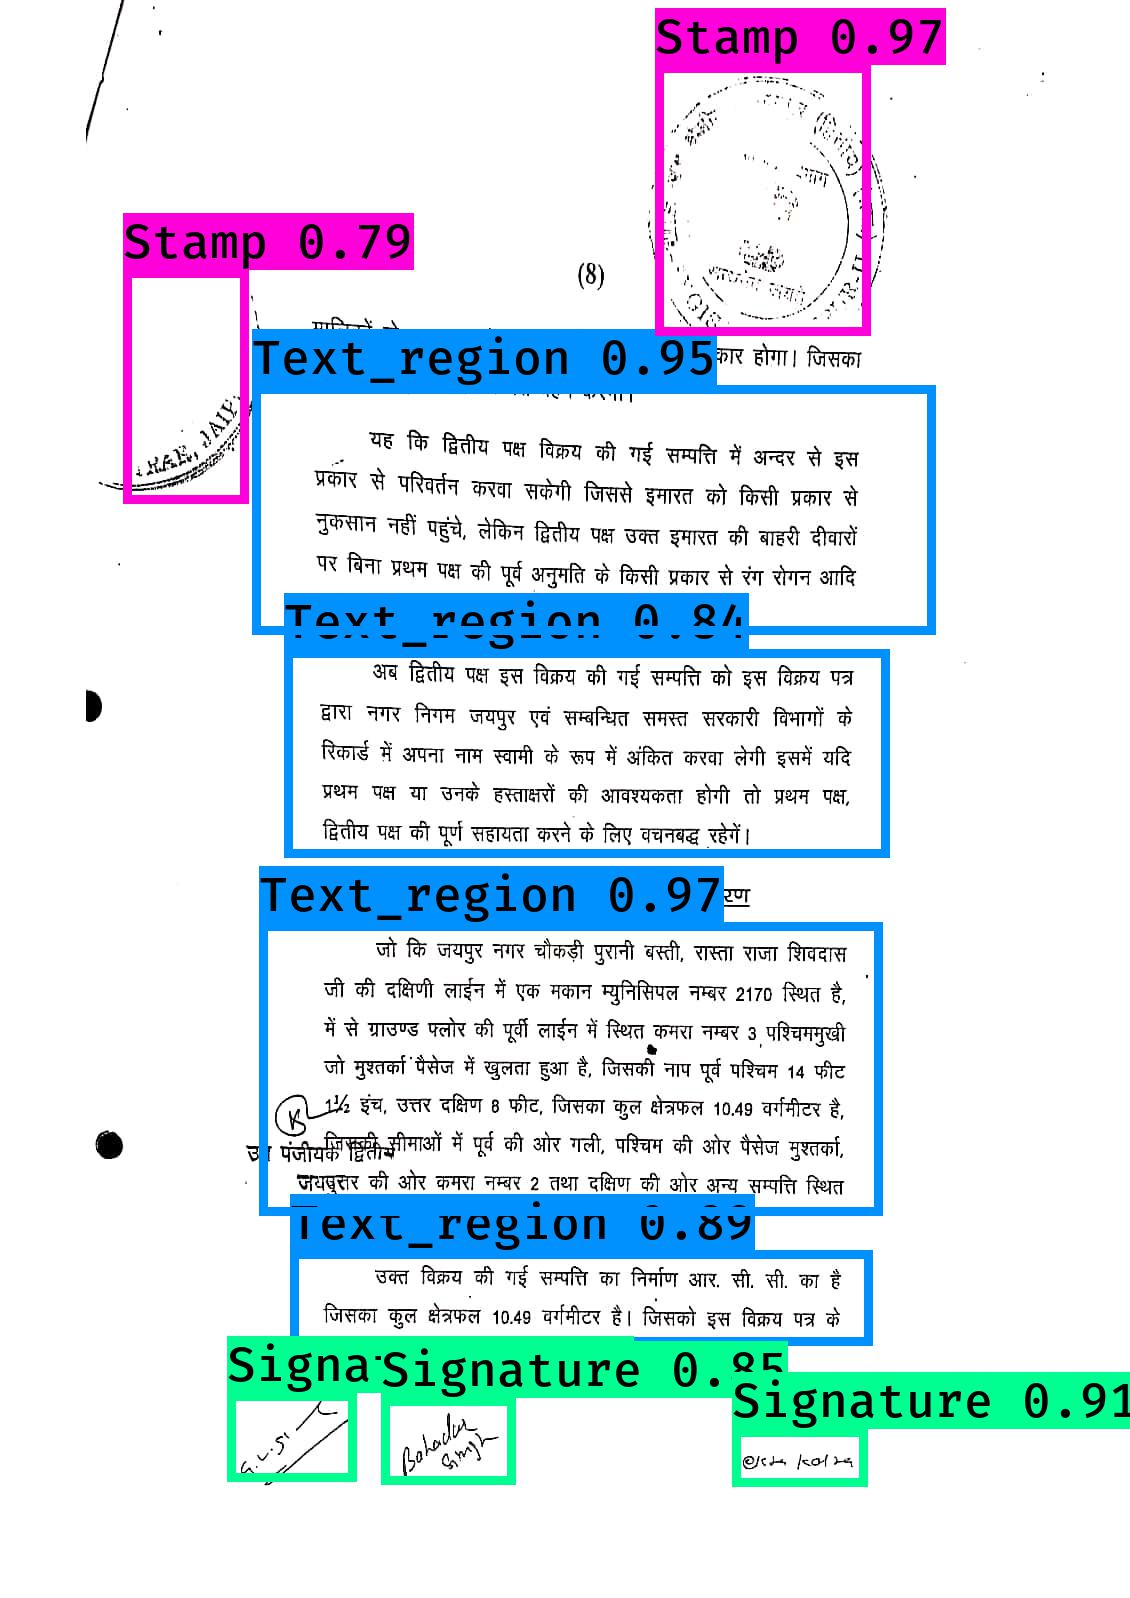 Stamp 0.97
Stamp 0.79
(8)
Text_region 0.95
कार होगा। जिसका
यह कि द्वितीय पक्ष विक्रय की गई सम्पत्ति में अन्दर से इस
प्रकार से परिवर्तन करवा सकेगी जिससे इमारत को किसी प्रकार से
नुकसान नहीं पहुंचे, लेकिन द्वितीय पक्ष उक्त इमारत की बाहरी दीवारों
पर बिना प्रथम पक्ष की पूर्व अनुमति के किसी प्रकार से रंग रोगन आदि
Text_region 0.84
अब द्वितीय पक्ष इस विक्रय की गई सम्पत्ति को इस विक्रय पत्र
द्वारा नगर निगम जयपुर एवं सम्बन्धित समस्त सरकारी विभागों के
रिकार्ड में अपना नाम स्वामी के रूप में अंकित करवा लेगी इसमें यदि
प्रथम पक्ष या उनके हस्ताक्षरों की आवश्यकता होगी तो प्रथम पक्ष,
द्वितीय पक्ष की पूर्ण सहायता करने के लिए वचनबद्ध रहेगें।
Text_region 0.97
रण
जो कि जयपुर नगर चौकड़ी पुरानी बस्ती, रास्ता राजा शिवदास
जी की दक्षिणी लाईन में एक मकान म्युनिसिपल नम्बर 2170 स्थित है,
में से ग्राउण्ड फ्लोर की पूर्वी लाईन में स्थित कमरा नम्बर 3 पश्चिममुखी
जो मुश्तर्का पैसेज में खुलता हुआ है, जिसकी नाप पूर्व पश्चिम 14 फीट
1½ इंच, उत्तर दक्षिण 8 फीट, जिसका कुल क्षेत्रफल 10.49 वर्गमीटर है,
जिसकी सीमाओं में पूर्व की ओर गली, पश्चिम की ओर पैसेज मुश्तर्का,
उप पंजीयक द्वितीय
उत्तर की ओर कमरा नम्बर 2 तथा दक्षिण की ओर अन्य सम्पत्ति स्थित
जयपुर
Text_region 0.89
उक्त विक्रय की गई सम्पत्ति का निर्माण आर. सी. सी. का है
जिसका कुल क्षेत्रफल 10.49 वर्गमीटर है। जिसको इस विक्रय पत्र के
Signature 0.85
Signature 0.91
Bahadur
Singh